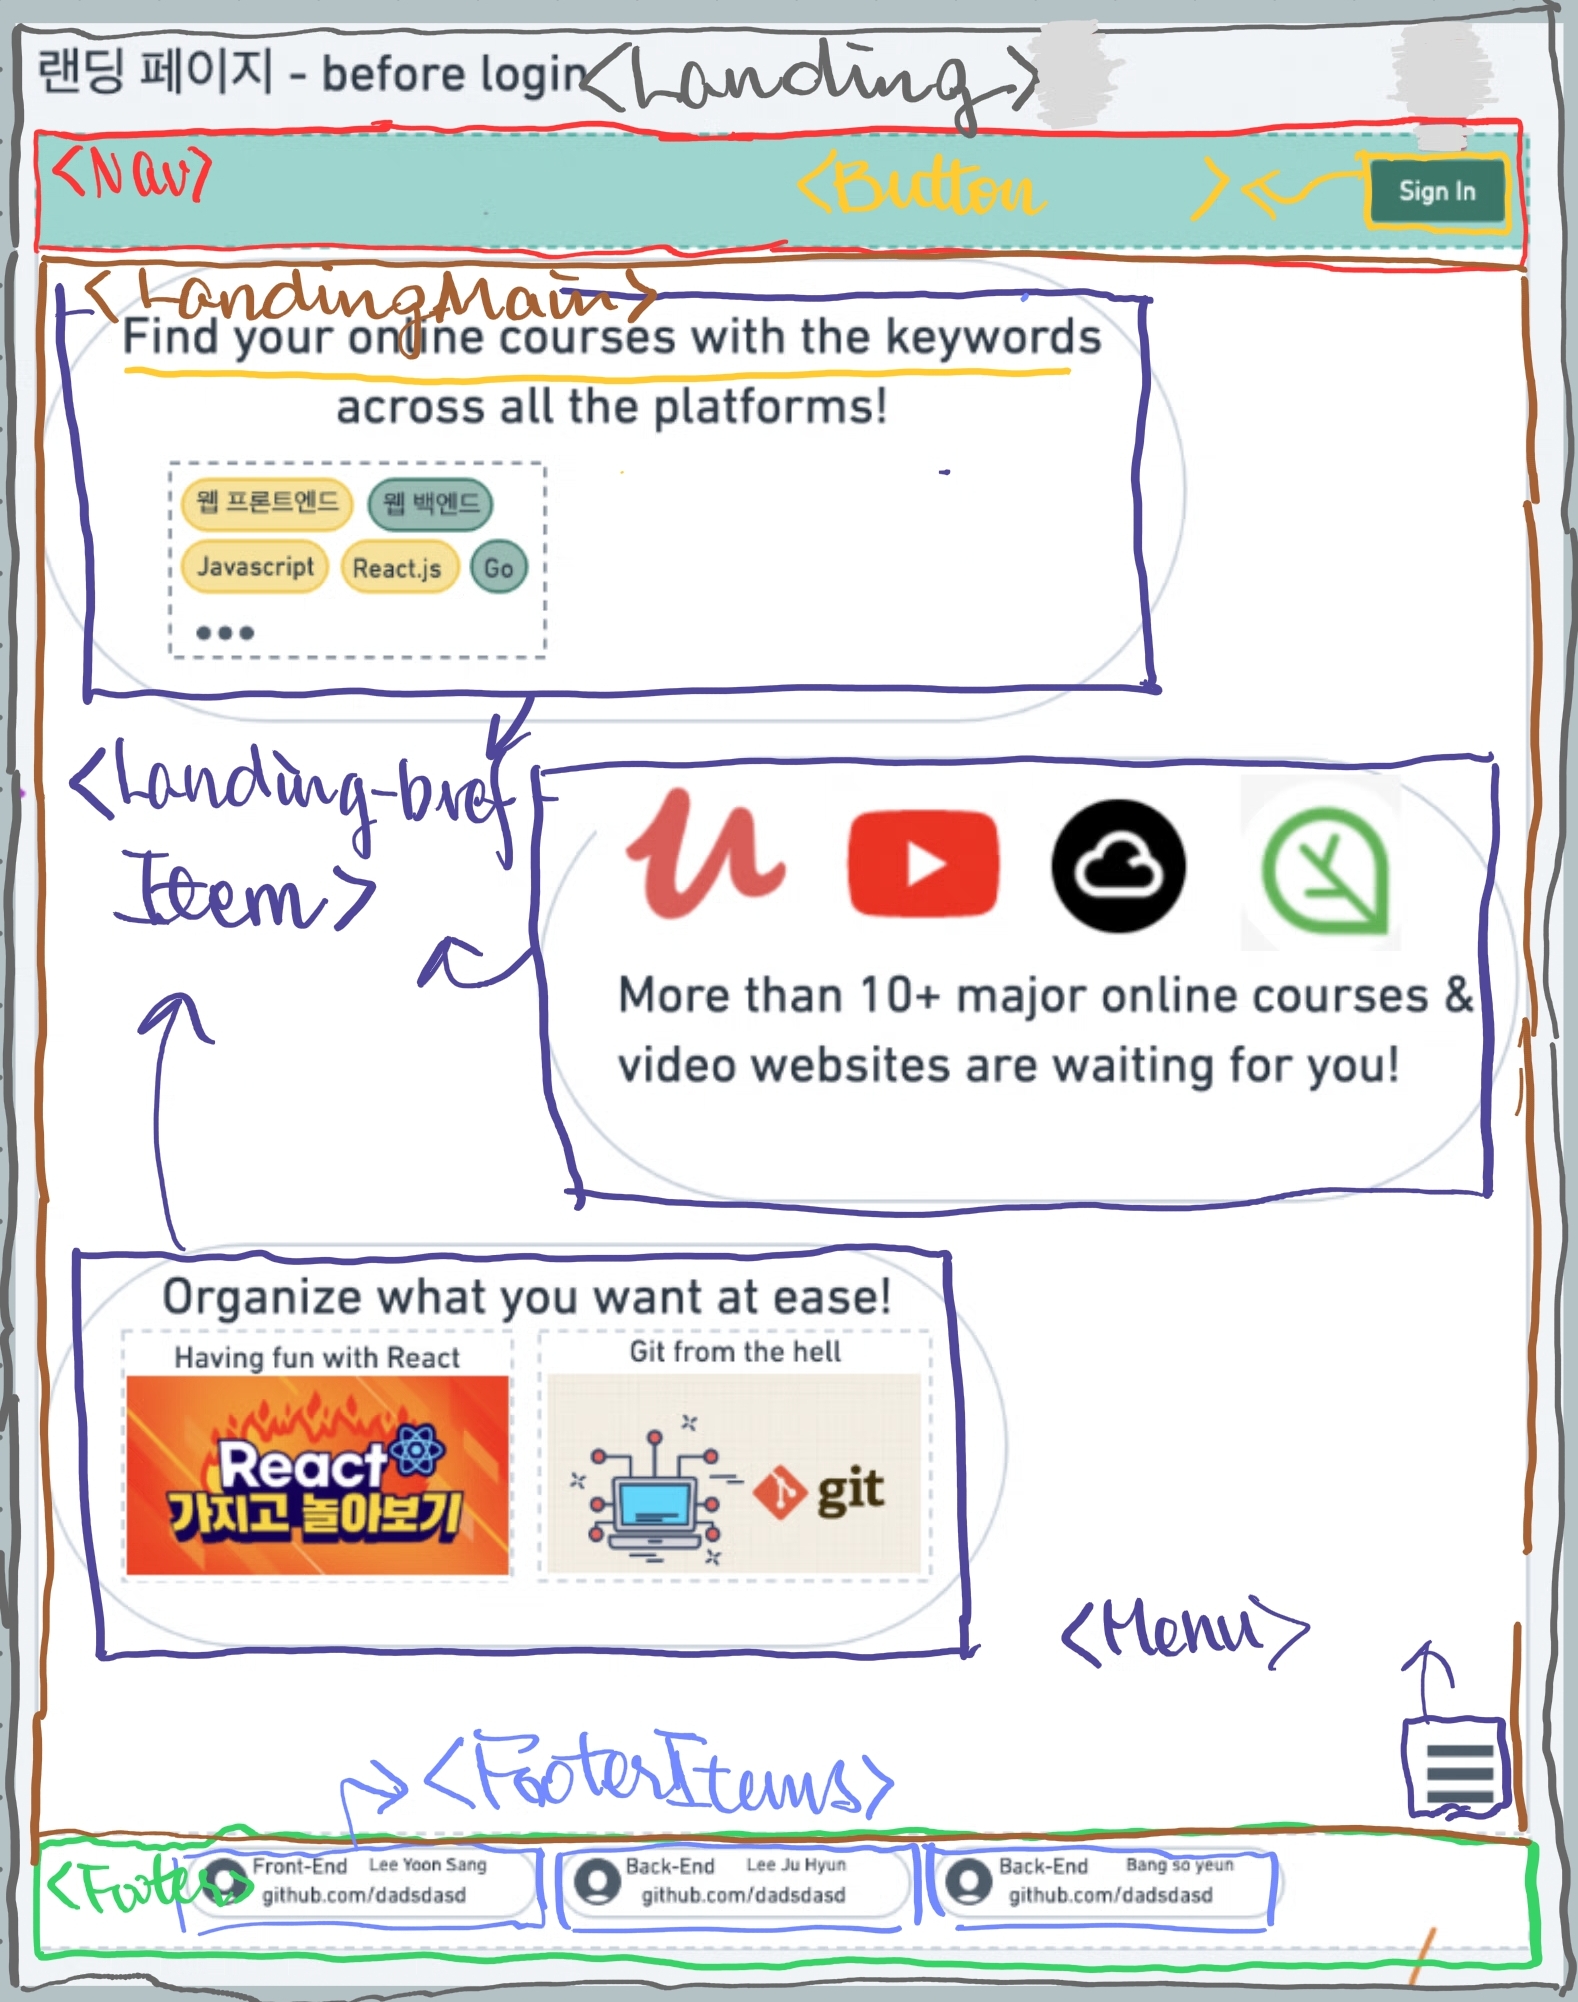 랜딩 페이지 - before login <Landing>
<Nav> <Button > Sign In
<LandingMain>
Find your online courses with the keywords
across all the platforms!
웹 프론트엔드 웹 백엔드
Javascript React.js Go
<Landing-brief
Item>
More than 10+ major online courses &
video websites are waiting for you!
Organize what you want at ease!
Having fun with React Git from the hell
React
가지고 놀아보기
git
<Menu>
<FooterItems>
<Footer>
Front-End Lee Yoon Sang
github.com/dadsdasd
Back-End Lee Ju Hyun
github.com/dadsdasd
Back-End Bang so yeun
github.com/dadsdasd